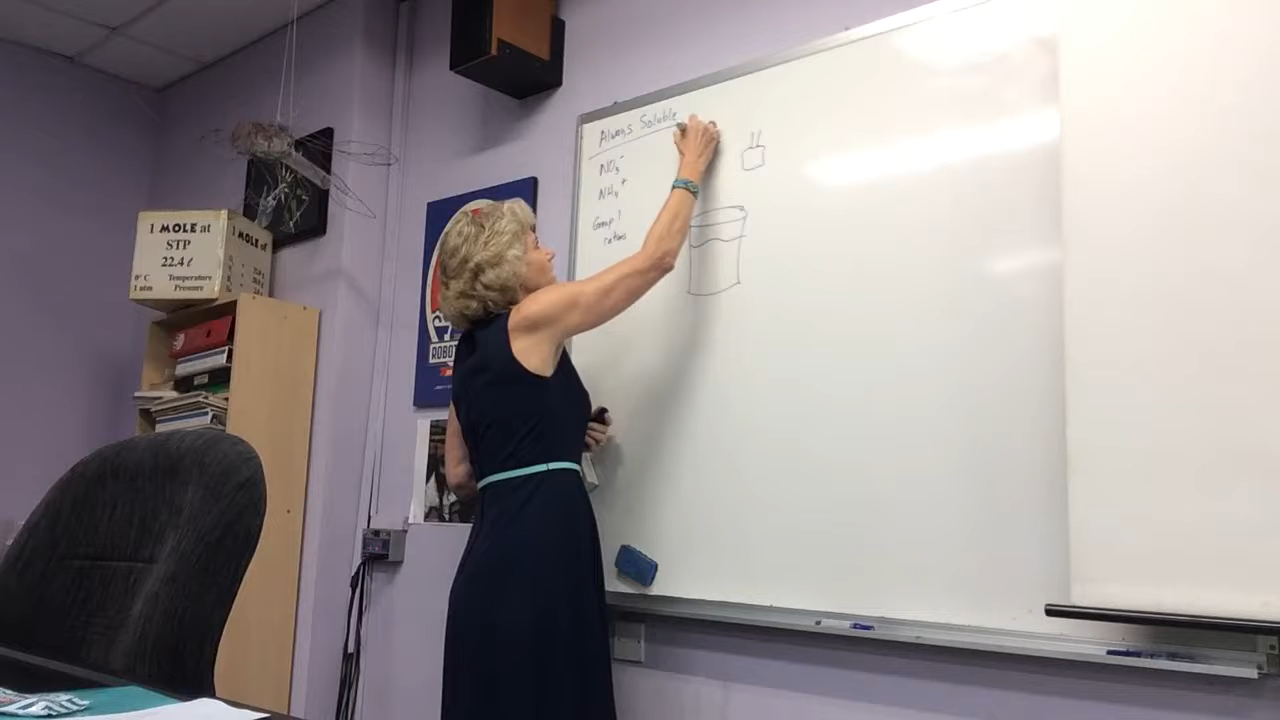 1 MOLE at
STP
22.4 ℓ
0° C Temperature
1 atm Pressure
1 MOLE of
Always Soluble
NO₃⁻
NH₄⁺
Group 1
cations
ROBOT